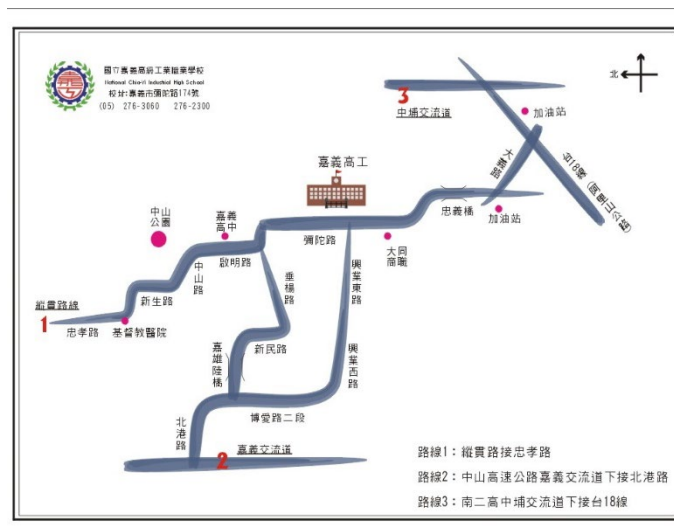 國立嘉義高級工業職業學校
National Chia-Yi Industrial High School
校址:嘉義市彌陀路174號
(05) 276-3060 276-2300
北
3
中埔交流道
加油站
大義路
台18線(阿里山公路)
嘉義高工
忠義橋
加油站
中山
公園
嘉義
高中
彌陀路
大同
商職
中山路
啟明路
垂楊路
興業東路
縱貫路線
1
新生路
忠孝路
基督教醫院
嘉雄陸橋
新民路
興業西路
北港路
博愛路二段
嘉義交流道
2
路線1:縱貫路接忠孝路
路線2:中山高速公路嘉義交流道下接北港路
路線3:南二高中埔交流道下接台18線